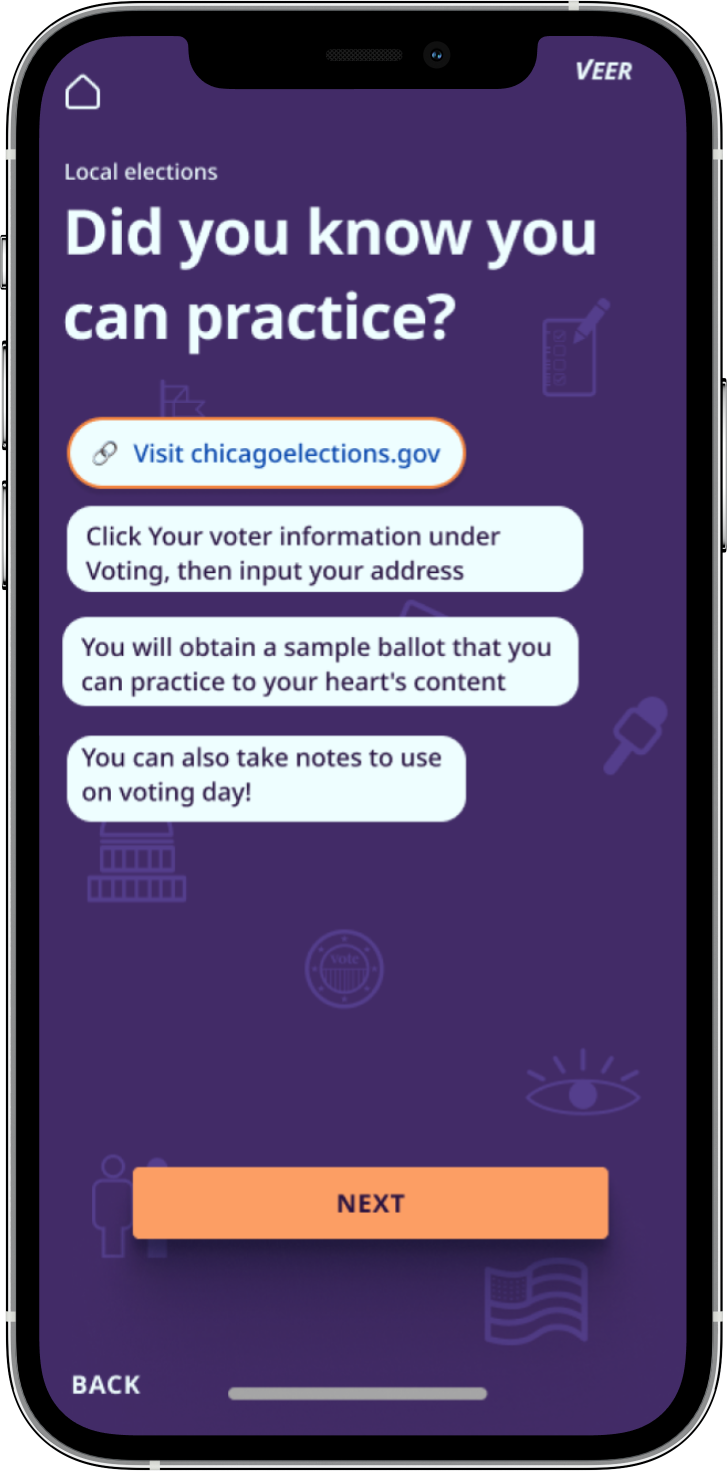 VEER
Local elections
Did you know you
can practice?
Visit chicagoelections.gov
Click Your voter information under
Voting, then input your address
You will obtain a sample ballot that you
can practice to your heart's content
You can also take notes to use
on voting day!
Vote
NEXT
BACK